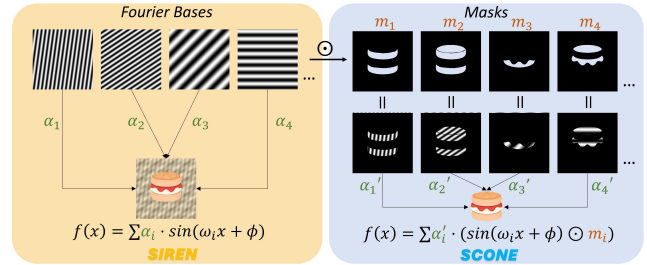 Fourier Bases
...
α₁ α₂ α₃ α₄
f(x) = ∑αᵢ · sin(ωᵢx + ϕ)
SIREN
⊙
Masks
m₁ m₂ m₃ m₄
...
= = = =
...
α₁′ α₂′ α₃′ α₄′
f(x) = ∑αᵢ′ · (sin(ωᵢx + ϕ) ⊙ mᵢ)
SCONE